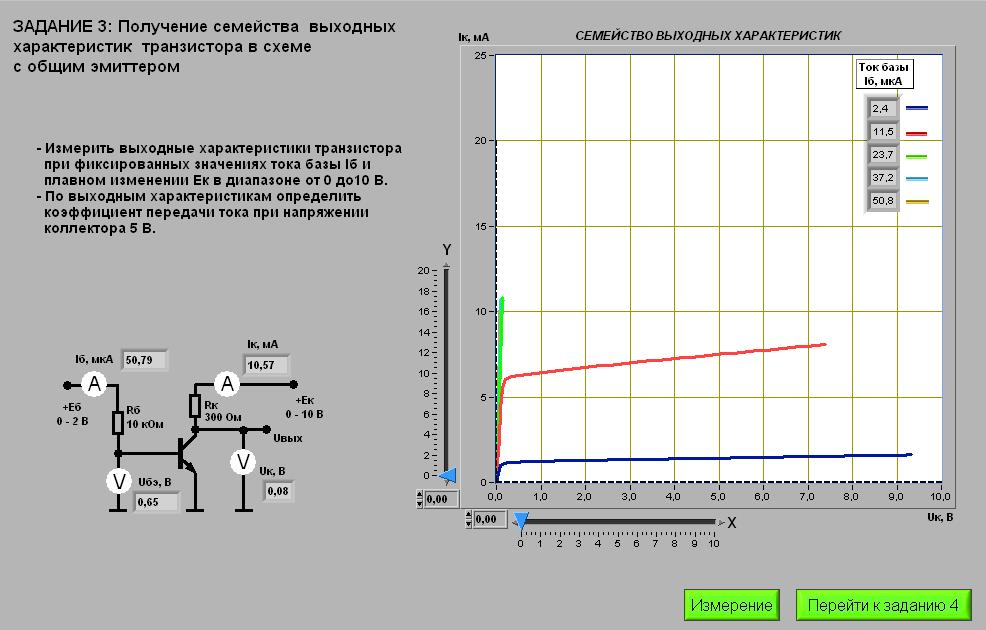 ЗАДАНИЕ 3: Получение семейства выходных
характеристик транзистора в схеме
с общим эмиттером
- Измерить выходные характеристики транзистора
при фиксированных значениях тока базы Iб и
плавном изменении Ек в диапазоне от 0 до10 В.
- По выходным характеристикам определить
коэффициент передачи тока при напряжении
коллектора 5 В.
Iк, мА
СЕМЕЙСТВО ВЫХОДНЫХ ХАРАКТЕРИСТИК
25
20
15
10
5
0
0,0 1,0 2,0 3,0 4,0 5,0 6,0 7,0 8,0 9,0 10,0
Uк, В
Ток базы
Iб, мкА
2,4
11,5
23,7
37,2
50,8
Y
20
18
16
14
12
10
8
6
4
2
0
0,00
0,00
X
0 1 2 3 4 5 6 7 8 9 10
Iб, мкА 50,79
Iк, мА
10,57
A
A
+Еб
0 - 2 В
Rб
10 кОм
Rк
300 Ом
+Ек
0 - 10 В
Uвых
V
Uбэ, В
0,65
V
Uк, В
0,08
Измерение
Перейти к заданию 4